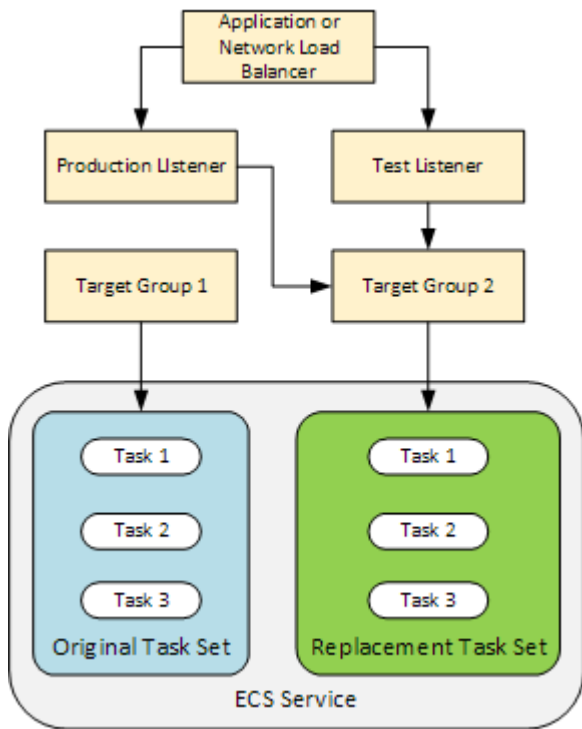 Application or
Network Load
Balancer
Production Listener
Test Listener
Target Group 1
Target Group 2
Task 1
Task 1
Task 2
Task 2
Task 3
Task 3
Original Task Set
Replacement Task Set
ECS Service